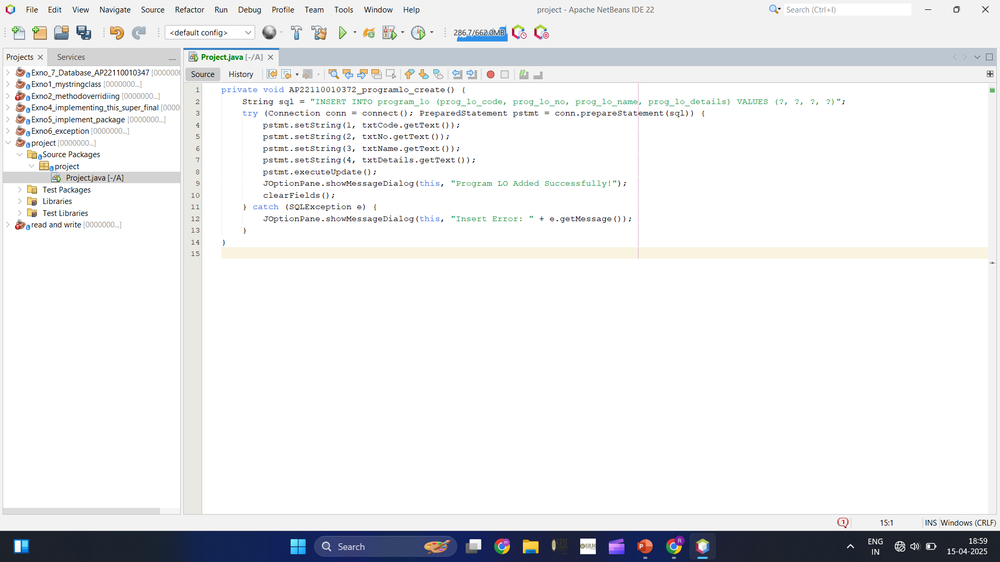 File Edit View Navigate Source Refactor Run Debug Profile Team Tools Window Help
project - Apache NetBeans IDE 22
Search (Ctrl+I)
<default config>
286.7/662.0MB
Projects Services
Exno_7_Database_AP22110010347 [0000000
Exno1_mystringclass [0000000...]
Exno2_methodoverridiing [0000000...]
Exno4_implementing_this_super_final [0000
Exno5_implement_package [0000000...]
Exno6_exception [0000000...]
project [0000000...]
Source Packages
project
Project.java [-/A]
Test Packages
Libraries
Test Libraries
read and write [0000000...]
Project.java [-/A]
Source History
1 private void AP22110010372_programlo_create() {
2 String sql = "INSERT INTO program_lo (prog_lo_code, prog_lo_no, prog_lo_name, prog_lo_details) VALUES (?, ?, ?, ?)";
3 try (Connection conn = connect(); PreparedStatement pstmt = conn.prepareStatement(sql)) {
4 pstmt.setString(1, txtCode.getText());
5 pstmt.setString(2, txtNo.getText());
6 pstmt.setString(3, txtName.getText());
7 pstmt.setString(4, txtDetails.getText());
8 pstmt.executeUpdate();
9 JOptionPane.showMessageDialog(this, "Program LO Added Successfully!");
10 clearFields();
11 } catch (SQLException e) {
12 JOptionPane.showMessageDialog(this, "Insert Error: " + e.getMessage());
13 }
14 }
15
1 15:1 INS Windows (CRLF)
Search
SRM
SRM
m
R
ENG
IN
18:59
15-04-2025